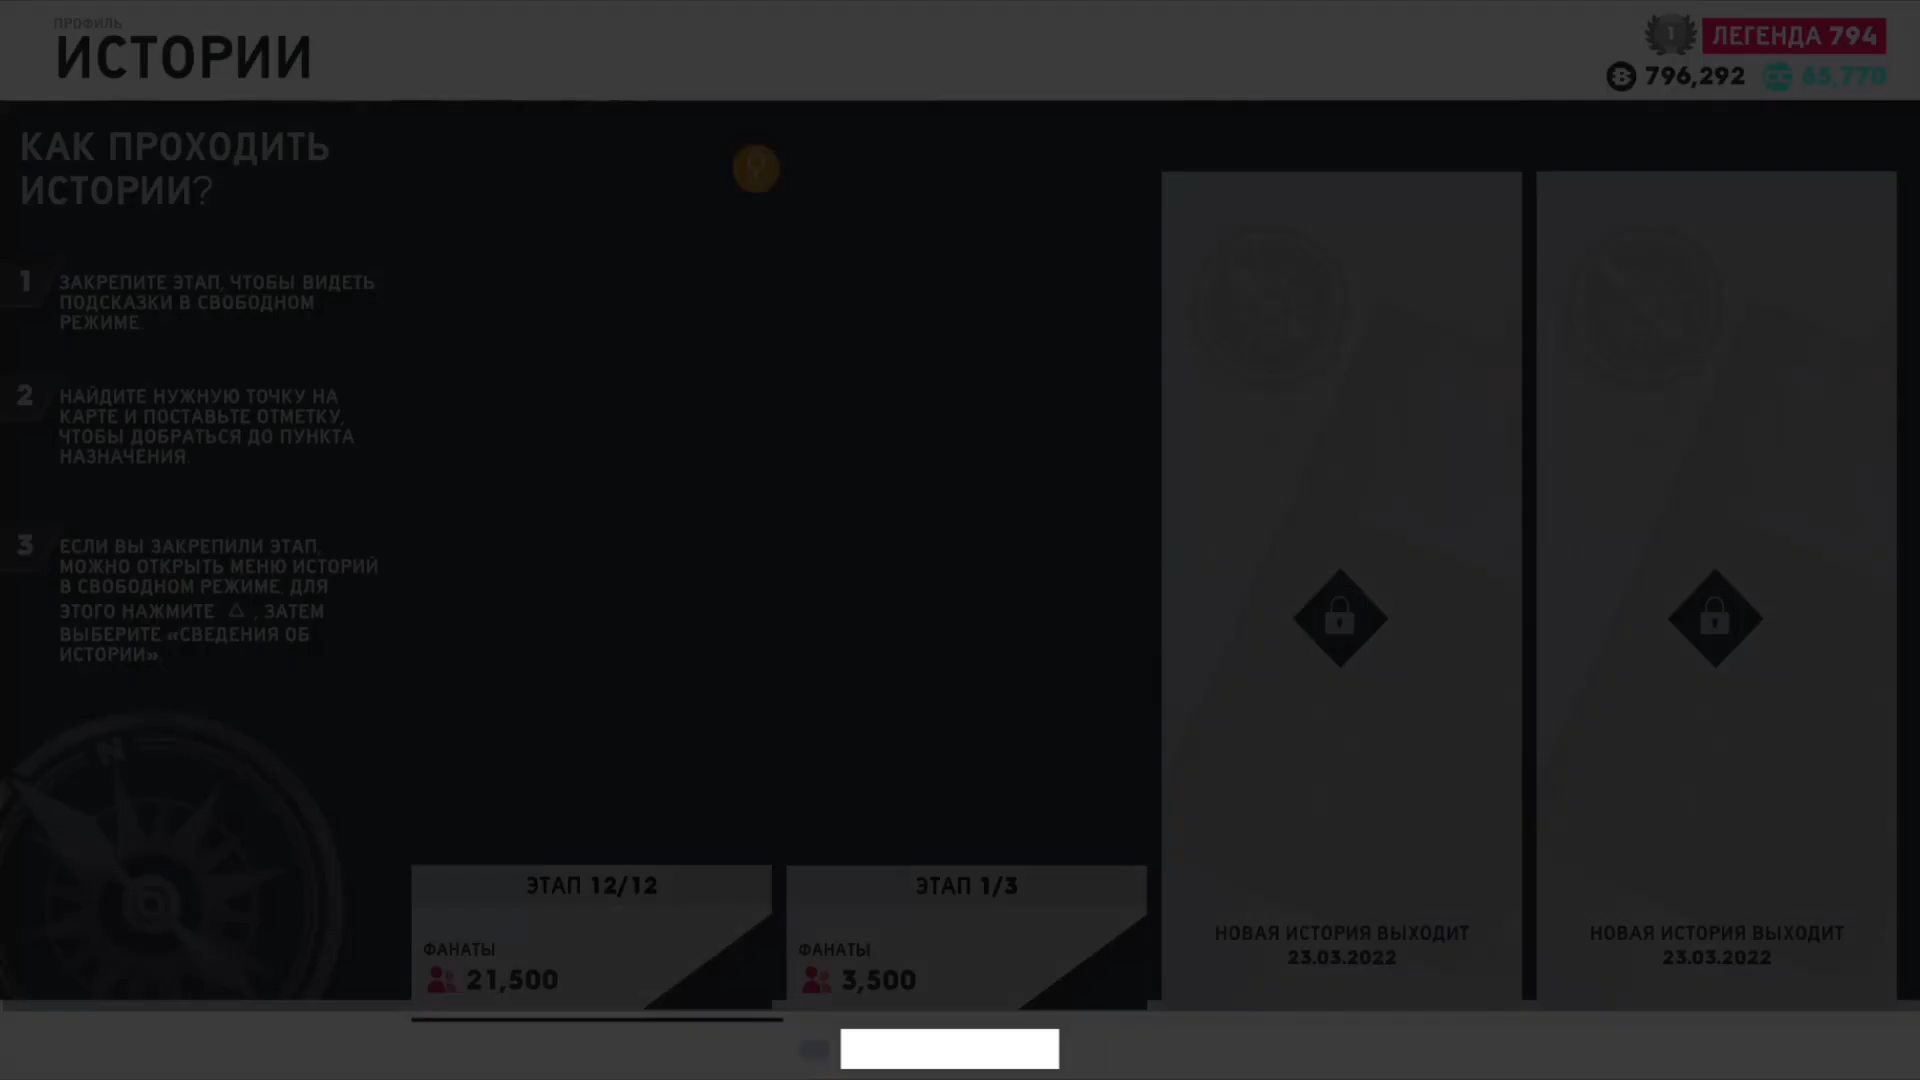 ПРОФИЛЬ
ИСТОРИИ
1
ЛЕГЕНДА 794
796,292
65,770
КАК ПРОХОДИТЬ
ИСТОРИИ?
1
ЗАКРЕПИТЕ ЭТАП, ЧТОБЫ ВИДЕТЬ
ПОДСКАЗКИ В СВОБОДНОМ
РЕЖИМЕ.
2
НАЙДИТЕ НУЖНУЮ ТОЧКУ НА
КАРТЕ И ПОСТАВЬТЕ ОТМЕТКУ,
ЧТОБЫ ДОБРАТЬСЯ ДО ПУНКТА
НАЗНАЧЕНИЯ.
3
ЕСЛИ ВЫ ЗАКРЕПИЛИ ЭТАП,
МОЖНО ОТКРЫТЬ МЕНЮ ИСТОРИЙ
В СВОБОДНОМ РЕЖИМЕ. ДЛЯ
ЭТОГО НАЖМИТЕ △, ЗАТЕМ
ВЫБЕРИТЕ «СВЕДЕНИЯ ОБ
ИСТОРИИ».
N
ЭТАП 12/12
ФАНАТЫ
21,500
ЭТАП 1/3
ФАНАТЫ
3,500
НОВАЯ ИСТОРИЯ ВЫХОДИТ
23.03.2022
НОВАЯ ИСТОРИЯ ВЫХОДИТ
23.03.2022